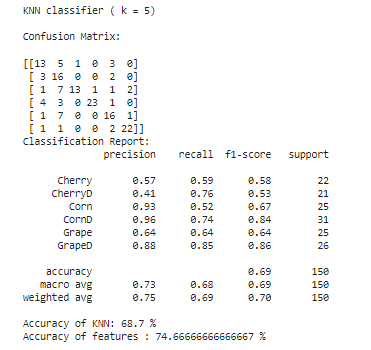 KNN classifier ( k = 5)
Confusion Matrix:
[[13 5 1 0 3 0]
[ 3 16 0 0 2 0]
[ 1 7 13 1 1 2]
[ 4 3 0 23 1 0]
[ 1 7 0 0 16 1]
[ 1 1 0 0 2 22]]
Classification Report:
precision recall f1-score support
Cherry 0.57 0.59 0.58 22
CherryD 0.41 0.76 0.53 21
Corn 0.93 0.52 0.67 25
CornD 0.96 0.74 0.84 31
Grape 0.64 0.64 0.64 25
GrapeD 0.88 0.85 0.86 26
accuracy 0.69 150
macro avg 0.73 0.68 0.69 150
weighted avg 0.75 0.69 0.70 150
Accuracy of KNN: 68.7 %
Accuracy of features : 74.66666666666667 %